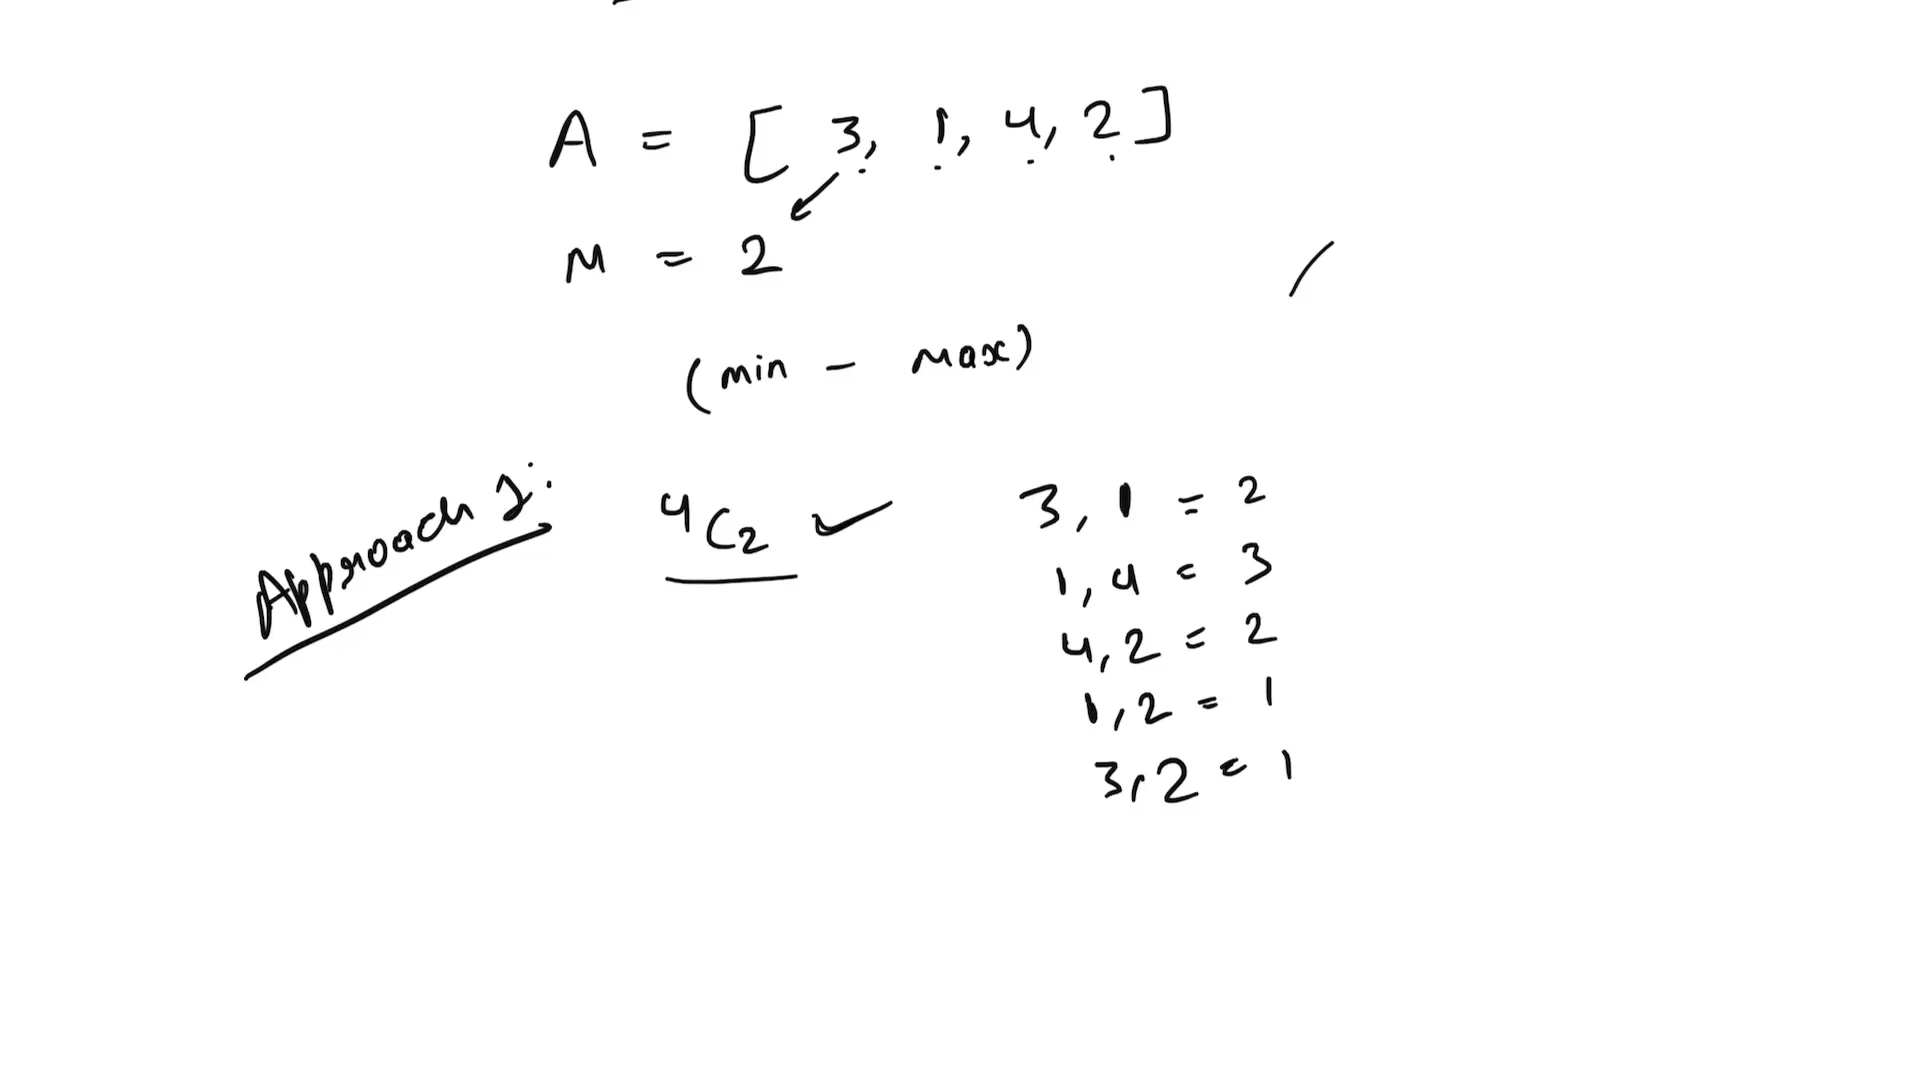 A = [ 3, 1, 4, 2 ]
M = 2
(min - max)
Approach 1:
4C2 ✓
3, 1 = 2
1, 4 = 3
4, 2 = 2
1, 2 = 1
3, 2 = 1